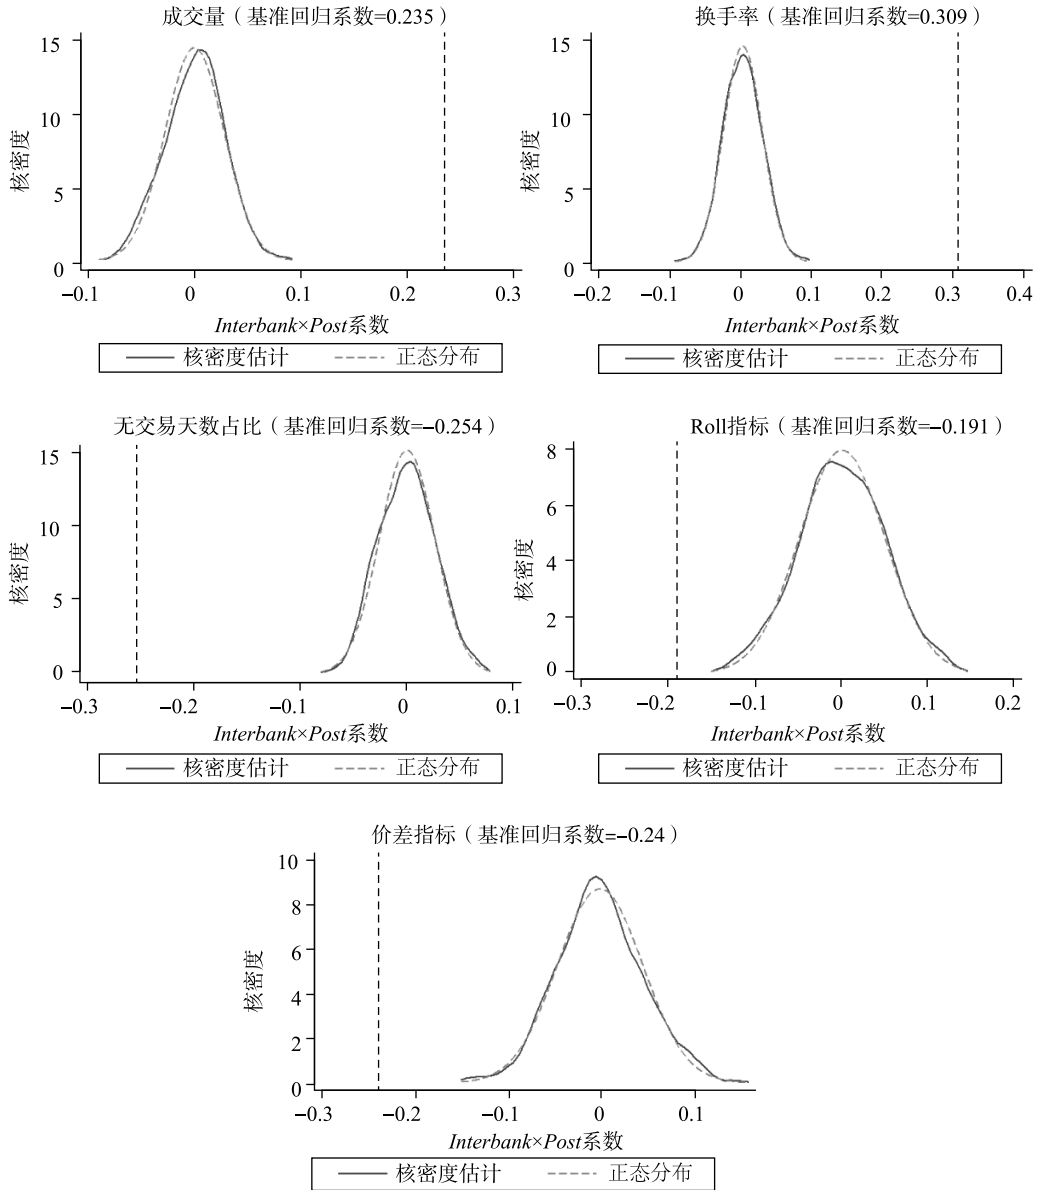 成交量（基准回归系数=0.235）
15
10
5
0
核密度
−0.1 0 0.1 0.2 0.3
Interbank×Post系数
核密度估计 正态分布
换手率（基准回归系数=0.309）
15
10
5
0
核密度
−0.2 −0.1 0 0.1 0.2 0.3 0.4
Interbank×Post系数
核密度估计 正态分布
无交易天数占比（基准回归系数=−0.254）
15
10
5
0
核密度
−0.3 −0.2 −0.1 0 0.1
Interbank×Post系数
核密度估计 正态分布
Roll指标（基准回归系数=−0.191）
8
6
4
2
0
核密度
−0.3 −0.2 −0.1 0 0.1 0.2
Interbank×Post系数
核密度估计 正态分布
价差指标（基准回归系数=−0.24）
10
8
6
4
2
0
核密度
−0.3 −0.2 −0.1 0 0.1
Interbank×Post系数
核密度估计 正态分布